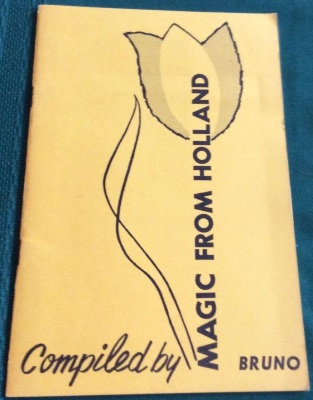 MAGIC FROM HOLLAND
Compiled by
BRUNO